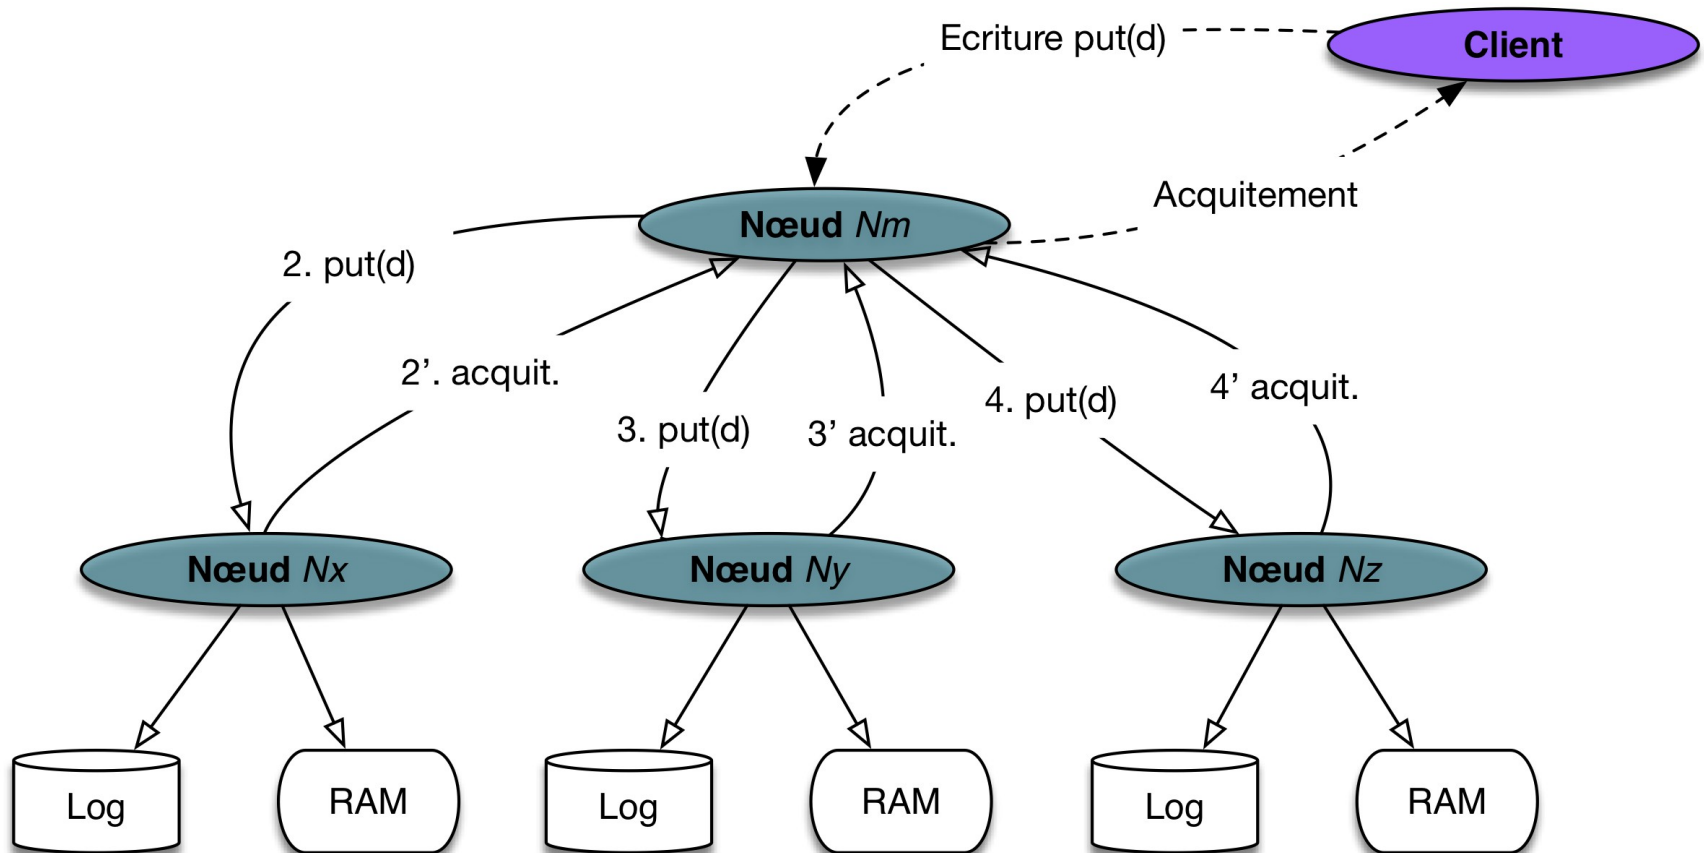 Ecriture put(d)
Client
Acquitement
Nœud Nm
2. put(d)
2’. acquit.
3. put(d)
3’ acquit.
4. put(d)
4’ acquit.
Nœud Nx
Nœud Ny
Nœud Nz
Log
RAM
Log
RAM
Log
RAM